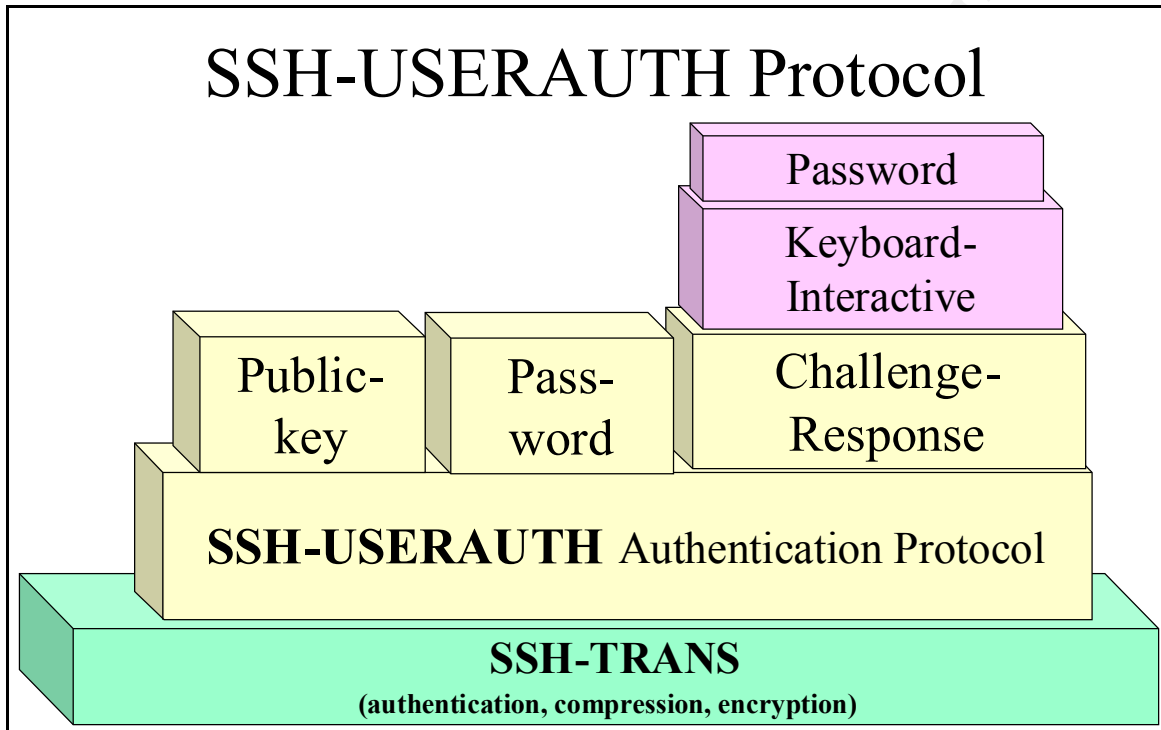 SSH-USERAUTH Protocol
Password
Keyboard-
Interactive
Public-
key
Pass-
word
Challenge-
Response
SSH-USERAUTH Authentication Protocol
SSH-TRANS
(authentication, compression, encryption)